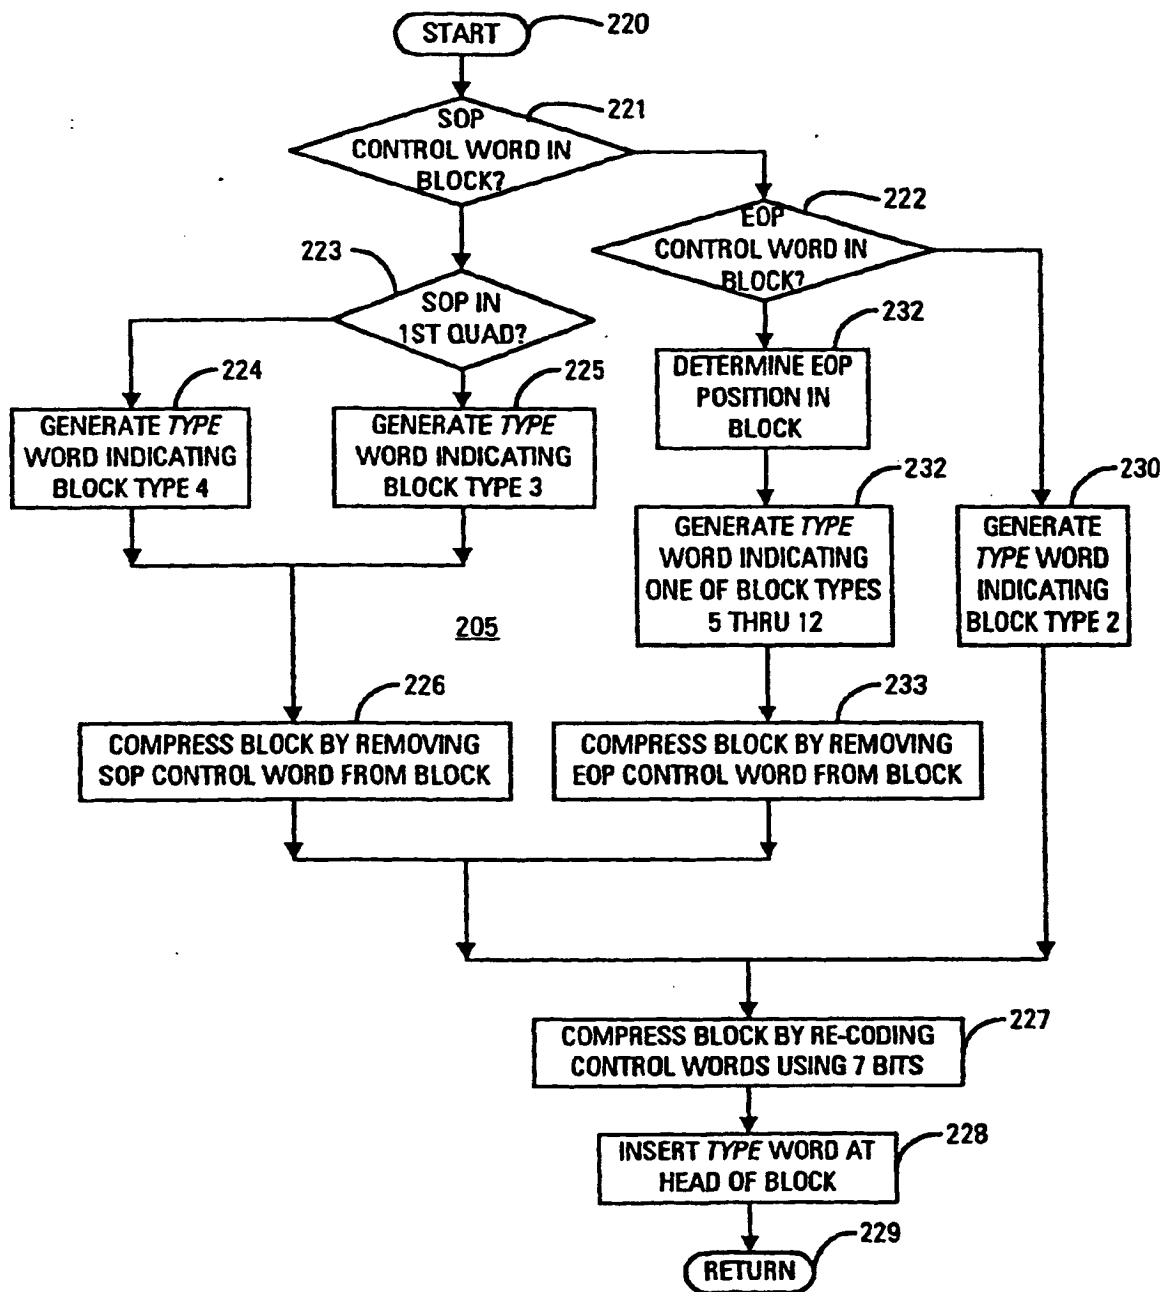 START
220
SOP
CONTROL WORD IN
BLOCK?
221
EOP
CONTROL WORD IN
BLOCK?
222
SOP IN
1ST QUAD?
223
DETERMINE EOP
POSITION IN
BLOCK
232
GENERATE TYPE
WORD INDICATING
BLOCK TYPE 4
224
GENERATE TYPE
WORD INDICATING
BLOCK TYPE 3
225
GENERATE TYPE
WORD INDICATING
ONE OF BLOCK TYPES
5 THRU 12
232
GENERATE
TYPE WORD
INDICATING
BLOCK TYPE 2
230
205
COMPRESS BLOCK BY REMOVING
SOP CONTROL WORD FROM BLOCK
226
COMPRESS BLOCK BY REMOVING
EOP CONTROL WORD FROM BLOCK
233
COMPRESS BLOCK BY RE-CODING
CONTROL WORDS USING 7 BITS
227
INSERT TYPE WORD AT
HEAD OF BLOCK
228
RETURN
229